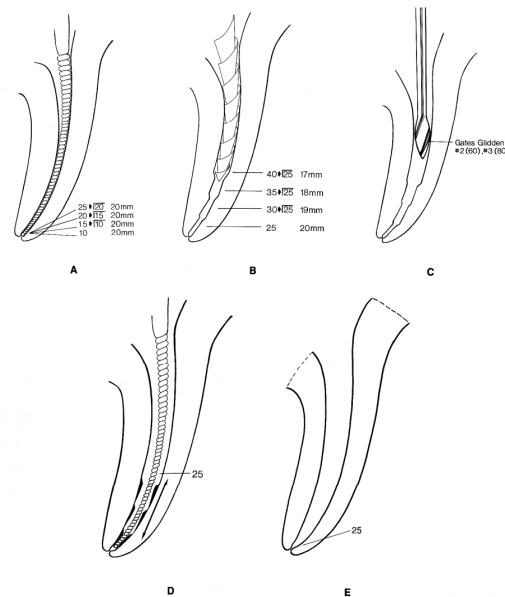 25♦20 20mm
20♦15 20mm
15♦10 20mm
10 20mm
A
40♦25 17mm
35♦25 18mm
30♦25 19mm
25 20mm
B
Gates Glidden
#2(60),#3(80
C
25
D
25
E